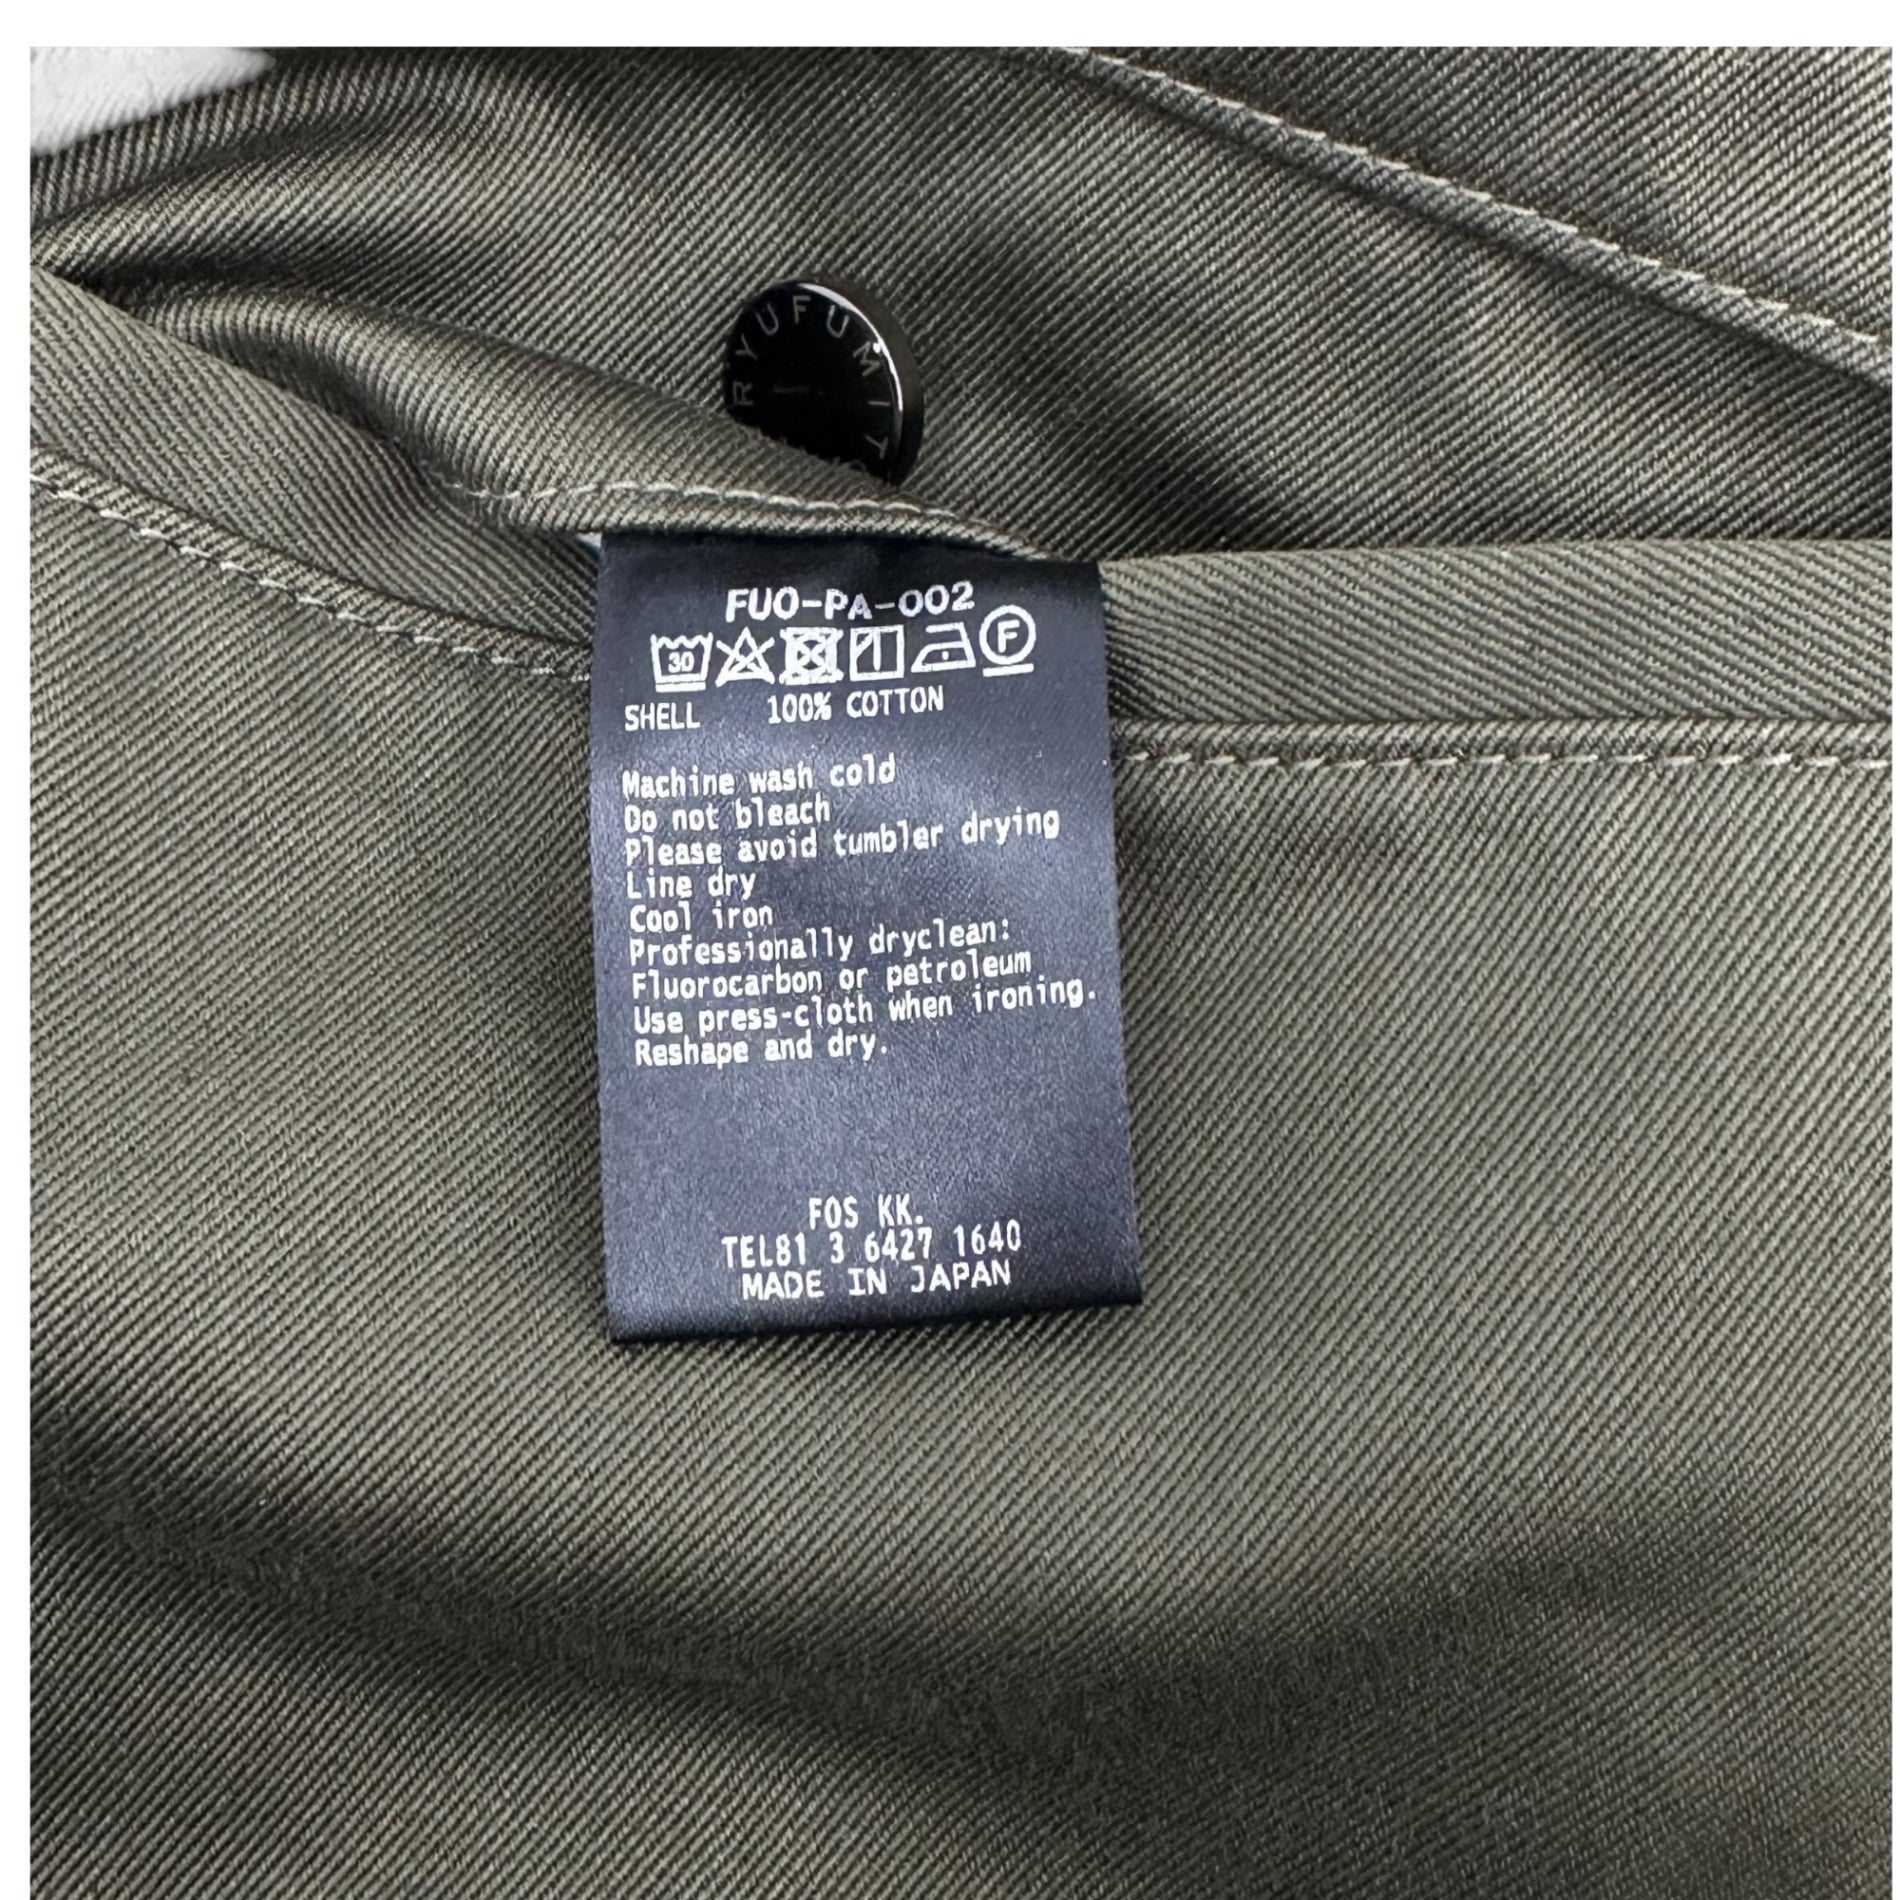 RYUFUMIT
FUO-PA-002
30
F
SHELL 100% COTTON
Machine wash cold
Do not bleach
Please avoid tumbler drying
Line dry
Cool iron
Professionally dryclean:
Fluorocarbon or petroleum
Use press-cloth when ironing.
Reshape and dry.
FOS KK.
TEL81 3 6427 1640
MADE IN JAPAN